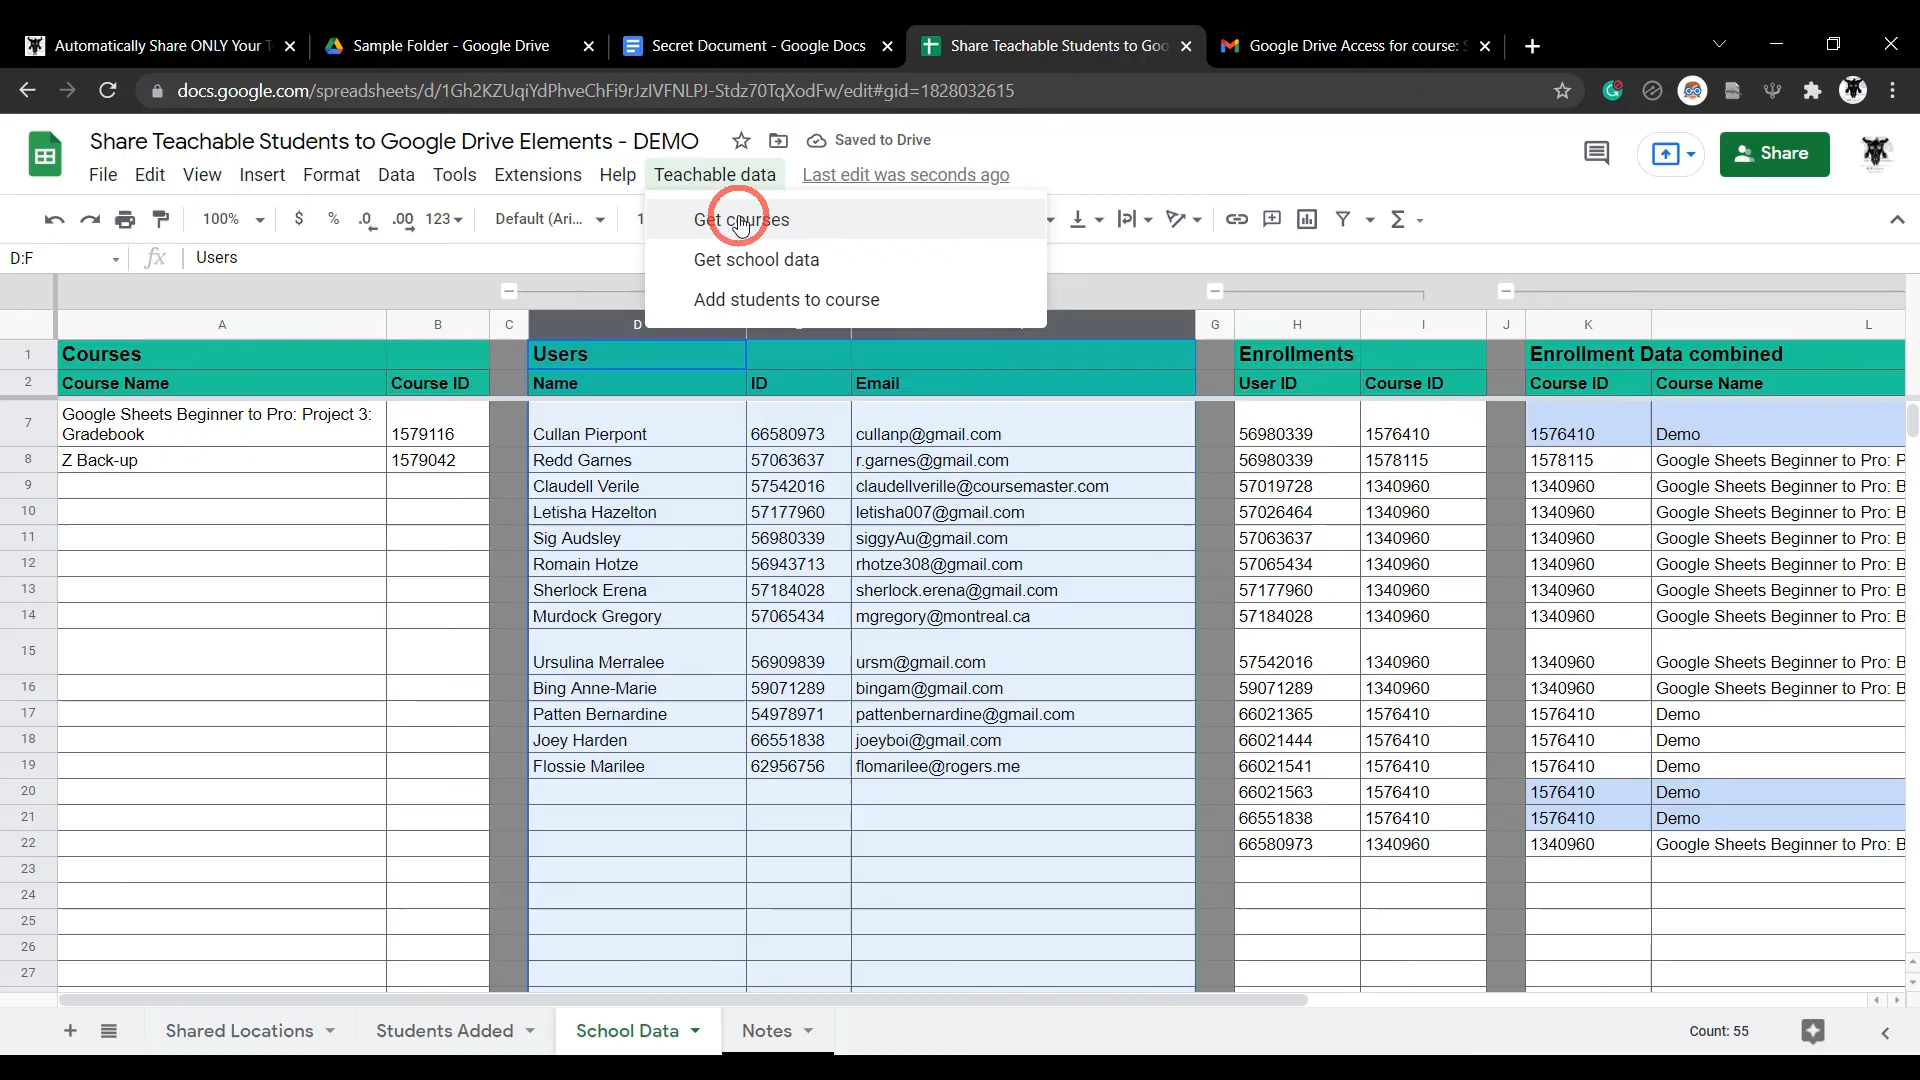 Automatically Share ONLY Your T
Sample Folder - Google Drive
Secret Document - Google Docs
Share Teachable Students to Goo
Google Drive Access for course: S
docs.google.com/spreadsheets/d/1Gh2KZUqiYdPhveChFi9rJzIVFNLPJ-Stdz70TqXodFw/edit#gid=1828032615
Share Teachable Students to Google Drive Elements - DEMO
Saved to Drive
File Edit View Insert Format Data Tools Extensions Help Teachable data Last edit was seconds ago
Share
100% $ % .0 .00 123 Default (Ari... 1
Get courses
Get school data
Add students to course
D:F fx Users
A B C D G H I J K L
1 Courses Users Enrollments Enrollment Data combined
2 Course Name Course ID Name ID Email User ID Course ID Course ID Course Name
7 Google Sheets Beginner to Pro: Project 3:
Gradebook 1579116 Cullan Pierpont 66580973 cullanp@gmail.com 56980339 1576410 1576410 Demo
8 Z Back-up 1579042 Redd Garnes 57063637 r.garnes@gmail.com 56980339 1578115 1578115 Google Sheets Beginner to Pro: P
9 Claudell Verile 57542016 claudellverille@coursemaster.com 57019728 1340960 1340960 Google Sheets Beginner to Pro: B
10 Letisha Hazelton 57177960 letisha007@gmail.com 57026464 1340960 1340960 Google Sheets Beginner to Pro: B
11 Sig Audsley 56980339 siggyAu@gmail.com 57063637 1340960 1340960 Google Sheets Beginner to Pro: B
12 Romain Hotze 56943713 rhotze308@gmail.com 57065434 1340960 1340960 Google Sheets Beginner to Pro: B
13 Sherlock Erena 57184028 sherlock.erena@gmail.com 57177960 1340960 1340960 Google Sheets Beginner to Pro: B
14 Murdock Gregory 57065434 mgregory@montreal.ca 57184028 1340960 1340960 Google Sheets Beginner to Pro: B
15 Ursulina Merralee 56909839 ursm@gmail.com 57542016 1340960 1340960 Google Sheets Beginner to Pro: B
16 Bing Anne-Marie 59071289 bingam@gmail.com 59071289 1340960 1340960 Google Sheets Beginner to Pro: B
17 Patten Bernardine 54978971 pattenbernardine@gmail.com 66021365 1576410 1576410 Demo
18 Joey Harden 66551838 joeyboi@gmail.com 66021444 1576410 1576410 Demo
19 Flossie Marilee 62956756 flomarilee@rogers.me 66021541 1576410 1576410 Demo
20 66021563 1576410 1576410 Demo
21 66551838 1576410 1576410 Demo
22 66580973 1340960 1340960 Google Sheets Beginner to Pro: B
23
24
25
26
27
Shared Locations Students Added School Data Notes Count: 55